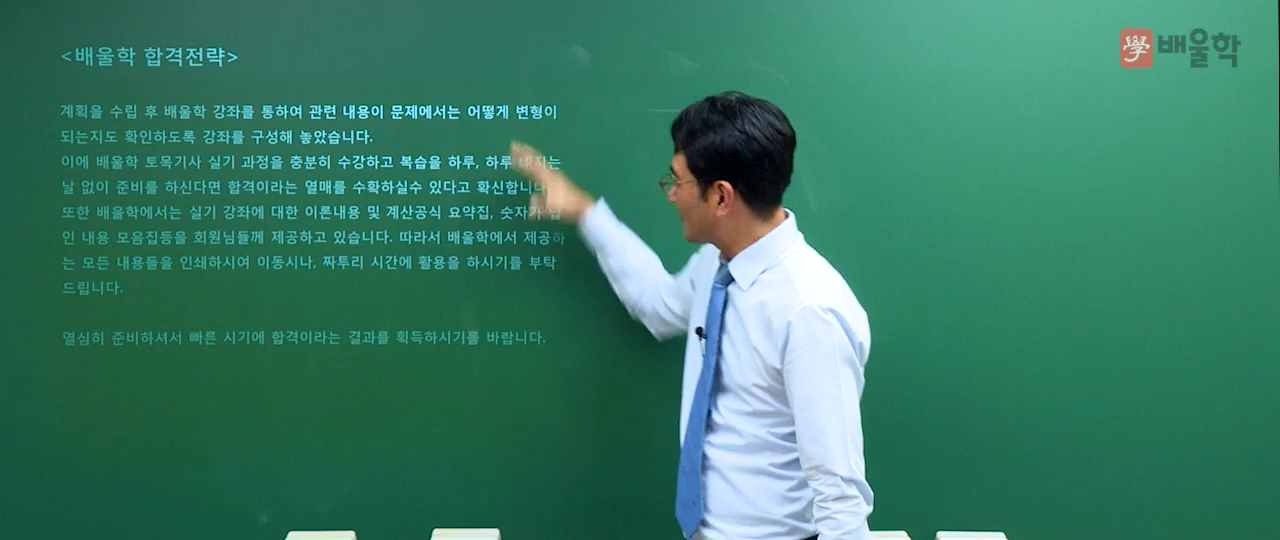 <배울학 합격전략>
學 배울학
계획을 수립 후 배울학 강좌를 통하여 관련 내용이 문제에서는 어떻게 변형이
되는지도 확인하도록 강좌를 구성해 놓았습니다.
이에 배울학 토목기사 실기 과정을 충분히 수강하고 복습을 하루, 하루
날 없이 준비를 하신다면 합격이라는 열매를 수확하실수 있다고 확신합니다
또한 배울학에서는 실기 강좌에 대한 이론내용 및 계산공식 요약집, 숫자가
인 내용 모음집등을 회원님들께 제공하고 있습니다. 따라서 배울학에서 제공하
는 모든 내용들을 인쇄하시여 이동시나, 짜투리 시간에 활용을 하시기를 부탁
드립니다.
열심히 준비하셔서 빠른 시기에 합격이라는 결과를 획득하시기를 바랍니다.